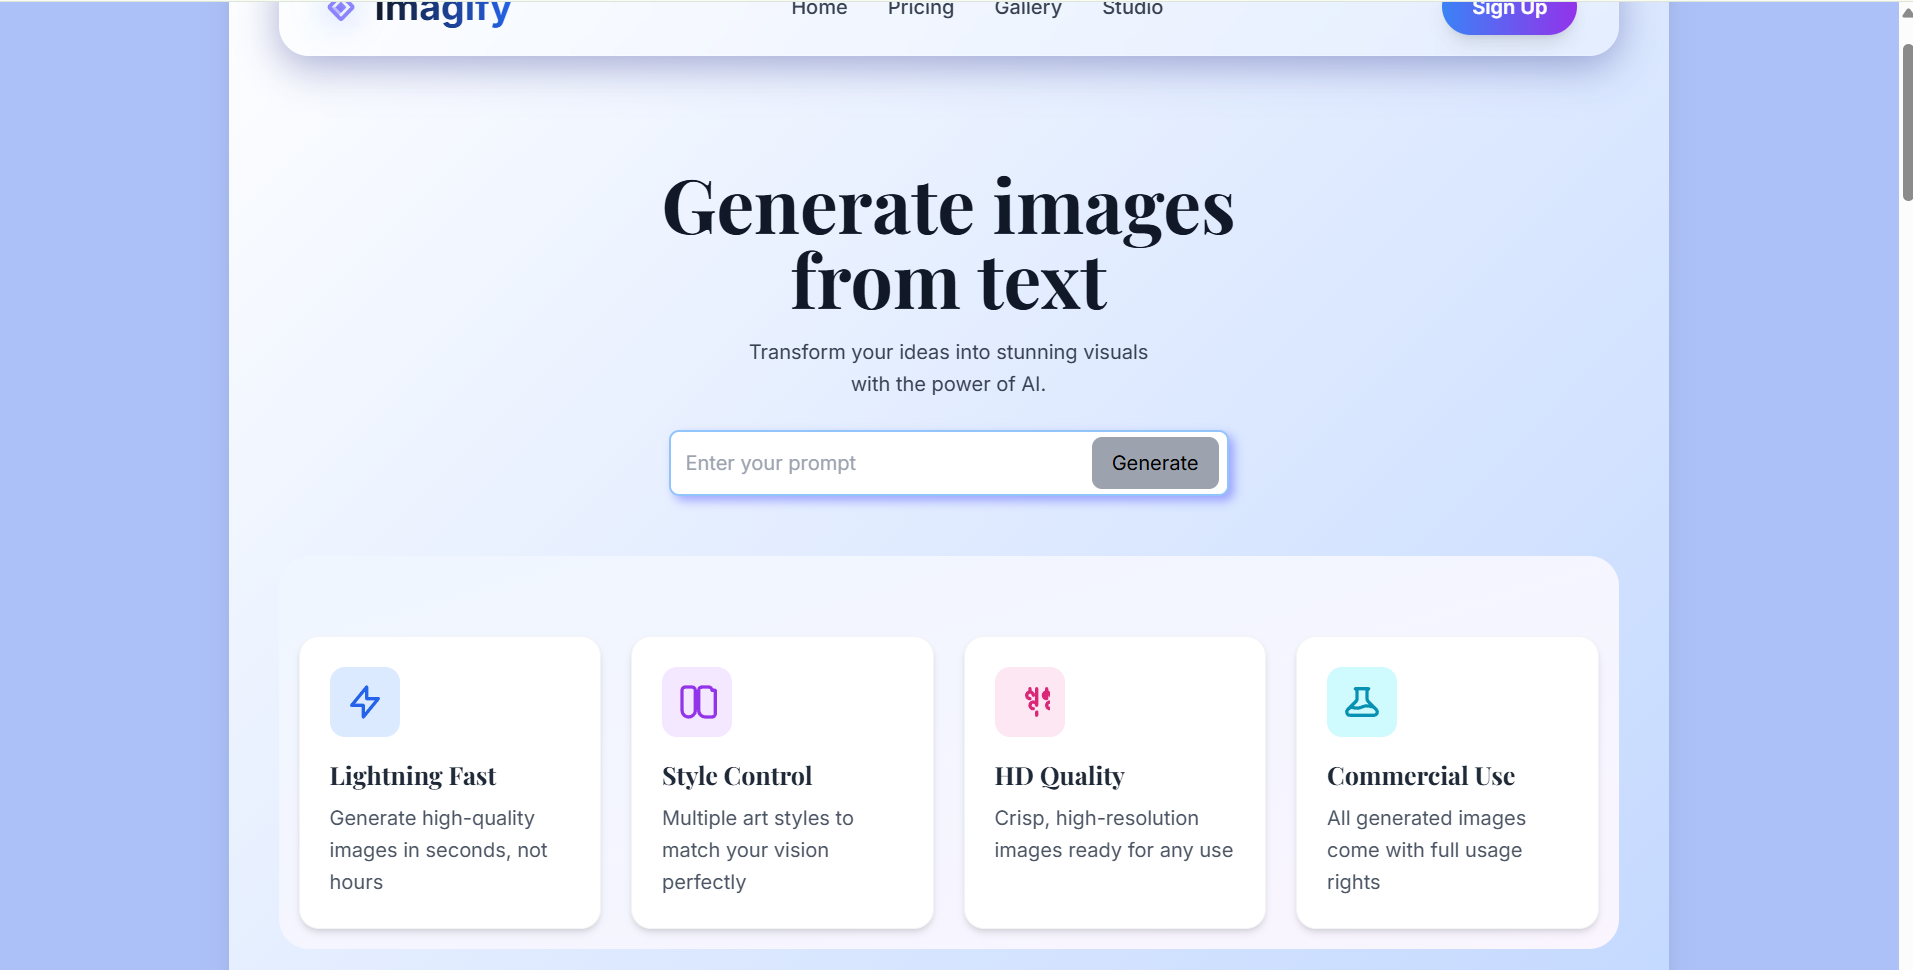 Imagify
Home Pricing Gallery Studio
Sign Up
Generate images
from text
Transform your ideas into stunning visuals
with the power of AI.
Enter your prompt
Generate
Lightning Fast
Generate high-quality
images in seconds, not
hours
Style Control
Multiple art styles to
match your vision
perfectly
HD Quality
Crisp, high-resolution
images ready for any use
Commercial Use
All generated images
come with full usage
rights